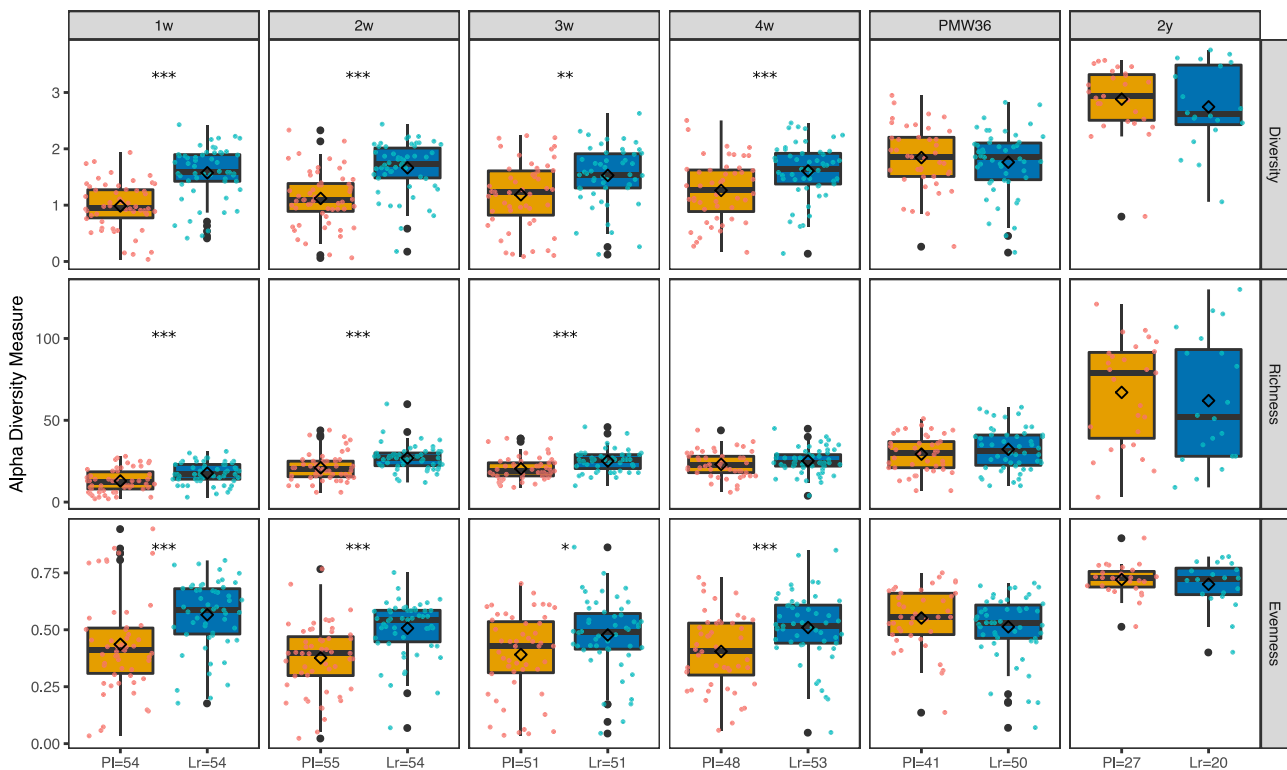 1w 2w 3w 4w PMW36 2y
*** *** ** ***
3
2
1
0
Diversity
*** *** ***
100
50
0
Richness
*** *** * ***
0.75
0.50
0.25
0.00
Evenness
Alpha Diversity Measure
Pl=54 Lr=54 Pl=55 Lr=54 Pl=51 Lr=51 Pl=48 Lr=53 Pl=41 Lr=50 Pl=27 Lr=20